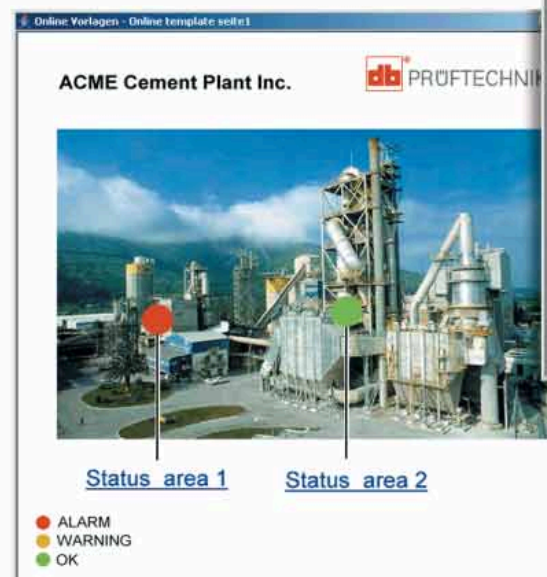 Online Vorlagen - Online template seite1
ACME Cement Plant Inc.
db PRÜFTECHNIK
Status area 1
Status area 2
ALARM
WARNING
OK